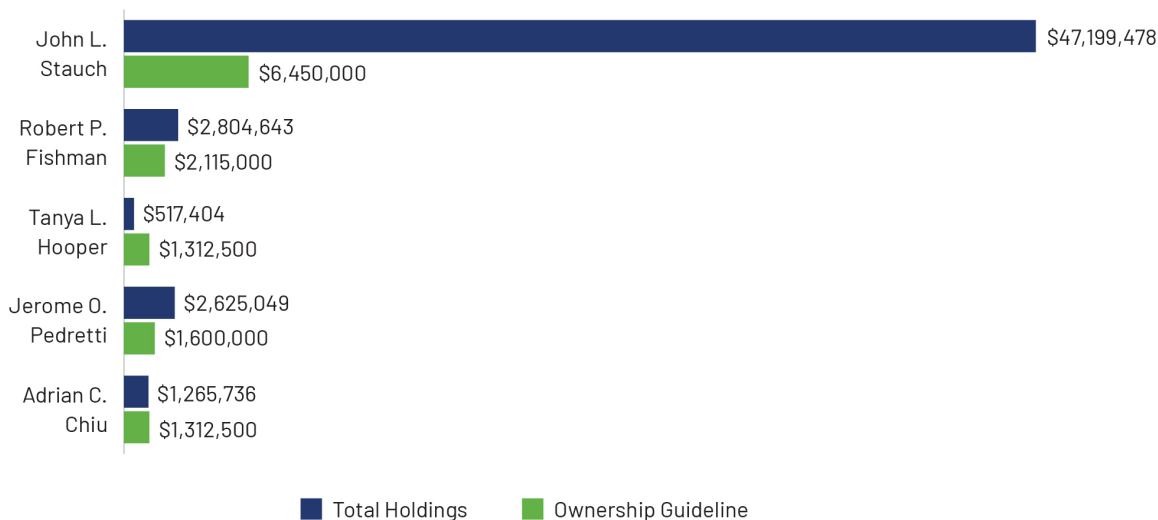 John L.
Stauch
$47,199,478
$6,450,000
Robert P.
Fishman
$2,804,643
$2,115,000
Tanya L.
Hooper
$517,404
$1,312,500
Jerome O.
Pedretti
$2,625,049
$1,600,000
Adrian C.
Chiu
$1,265,736
$1,312,500
Total Holdings
Ownership Guideline